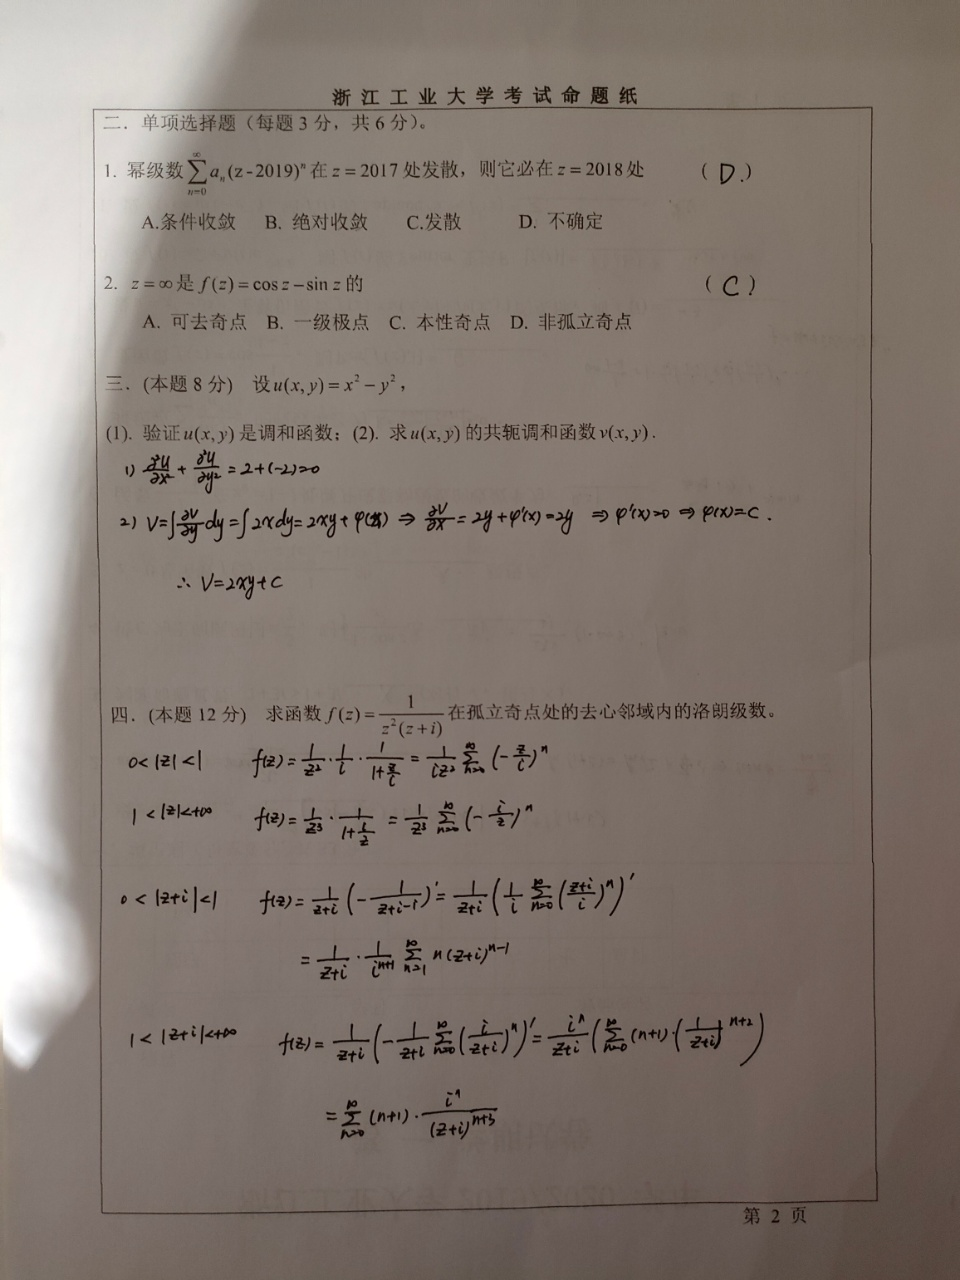 浙江工业大学考试命题纸
二．单项选择题（每题3分，共6分）。
1. 幂级数 ∑_{n=0}^{∞} a_n(z-2019)^n 在 z = 2017 处发散，则它必在 z = 2018 处 ( D. )
A.条件收敛 B. 绝对收敛 C.发散 D. 不确定
2. z = ∞ 是 f(z) = cos z − sin z 的 ( C )
A. 可去奇点 B. 一级极点 C. 本性奇点 D. 非孤立奇点
三．(本题8分) 设 u(x, y) = x² − y²，
(1). 验证 u(x, y) 是调和函数；(2). 求 u(x, y) 的共轭调和函数 v(x, y).
1) ∂²u/∂x² + ∂²u/∂y² = 2+(-2)=0
2) V=∫∂V/∂y dy=∫2xdy=2xy+φ(x) ⇒ ∂V/∂x = 2y+φ'(x)=2y ⇒ φ'(x)=0 ⇒ φ(x)=C .
∴ V=2xy+C
四．(本题12分) 求函数 f(z) = 1/(z²(z+i)) 在孤立奇点处的去心邻域内的洛朗级数。
0<|z|<1 f(z)= 1/z² · 1/i · 1/(1+z/i) = 1/(iz²) ∑_{n=0}^{∞} (-z/i)^n
1<|z|<+∞ f(z)= 1/z³ · 1/(1+i/z) = 1/z³ ∑_{n=0}^{∞} (-i/z)^n
0<|z+i|<1 f(z)= 1/(z+i) (- 1/(z+i-i))' = 1/(z+i) (1/i ∑_{n=0}^{∞} ((z+i)/i)^n)'
= 1/(z+i) · 1/i^{n+1} ∑_{n=1}^{∞} n(z+i)^{n-1}
1<|z+i|<+∞ f(z)= 1/(z+i) (- 1/(z+i) ∑_{n=0}^{∞} (i/(z+i))^n)' = i^n/(z+i) (∑_{n=0}^{∞} (n+1)·(1/(z+i))^{n+2})
= ∑_{n=0}^{∞} (n+1)· i^n/(z+i)^{n+3}
第 2 页